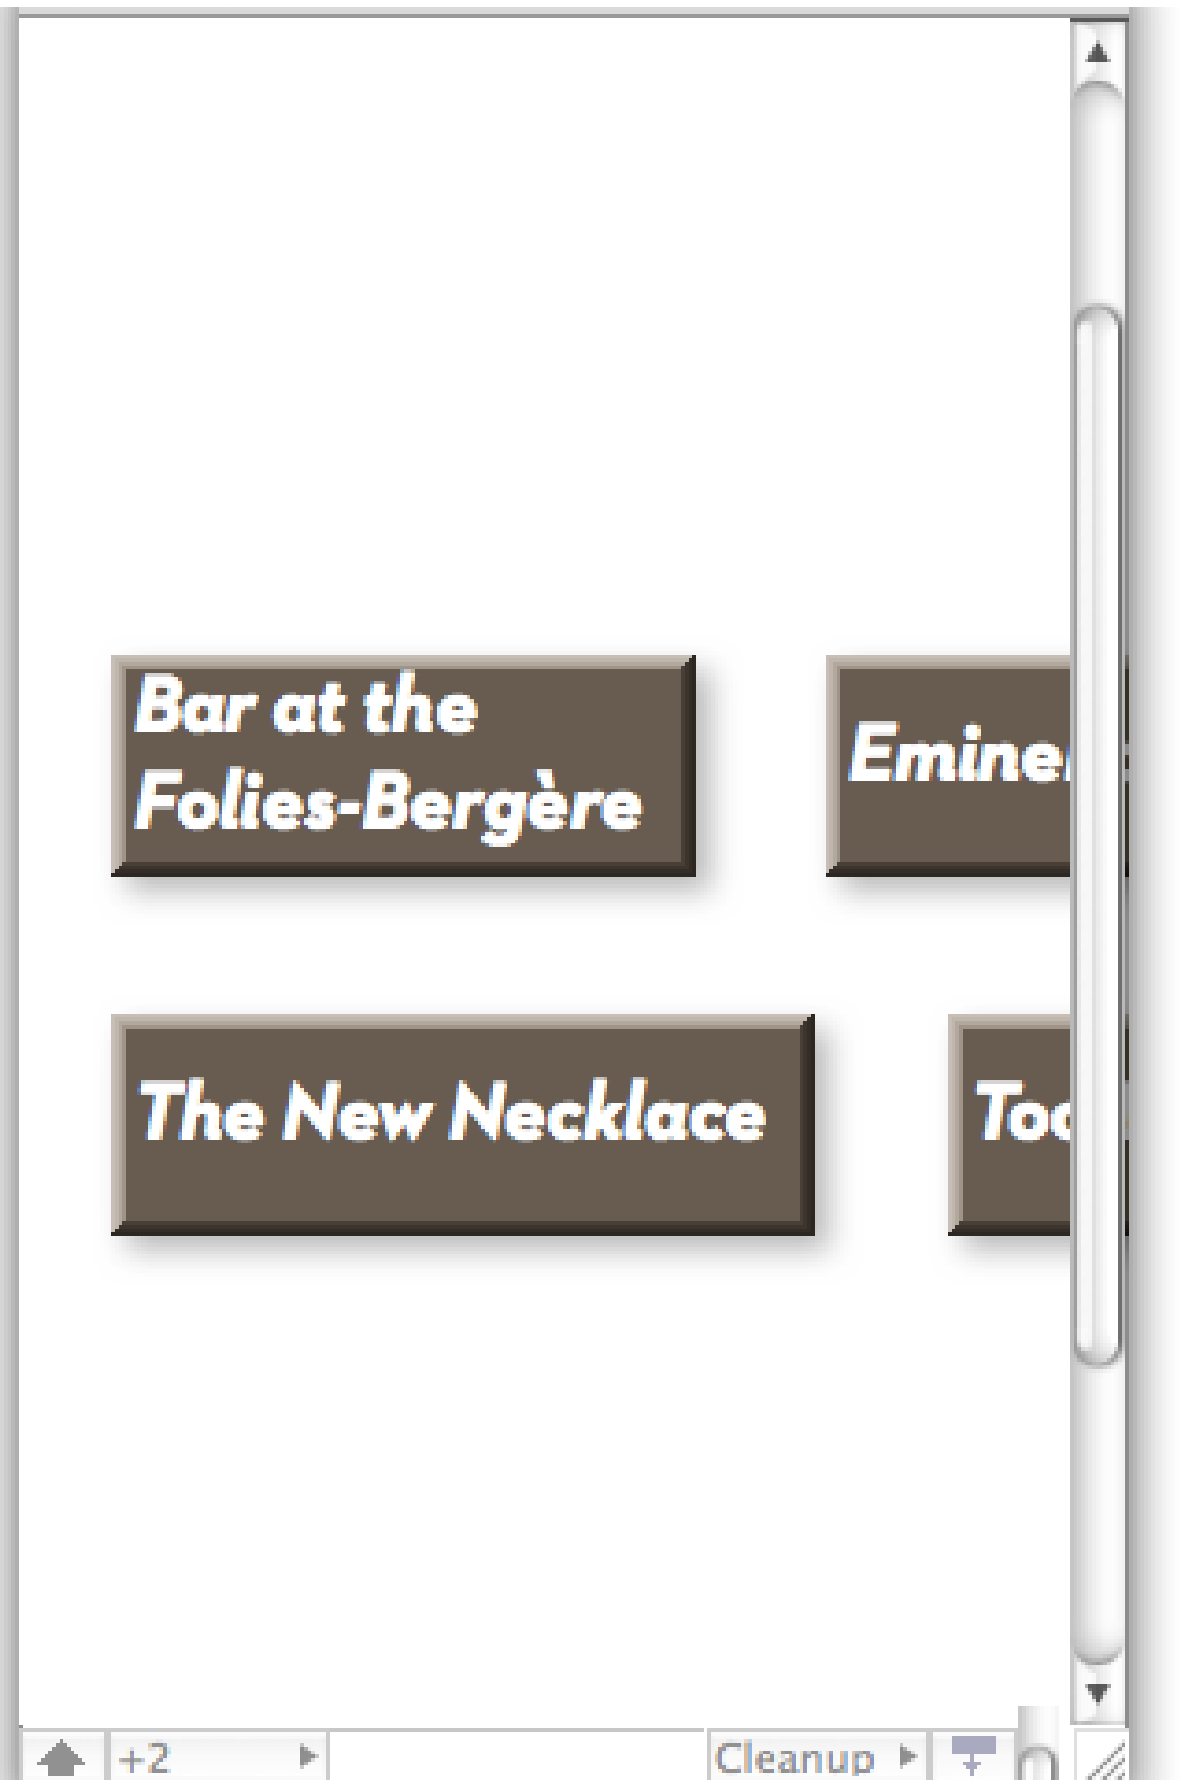 Bar at the
Folies-Bergère
The New Necklace
+2
Cleanup